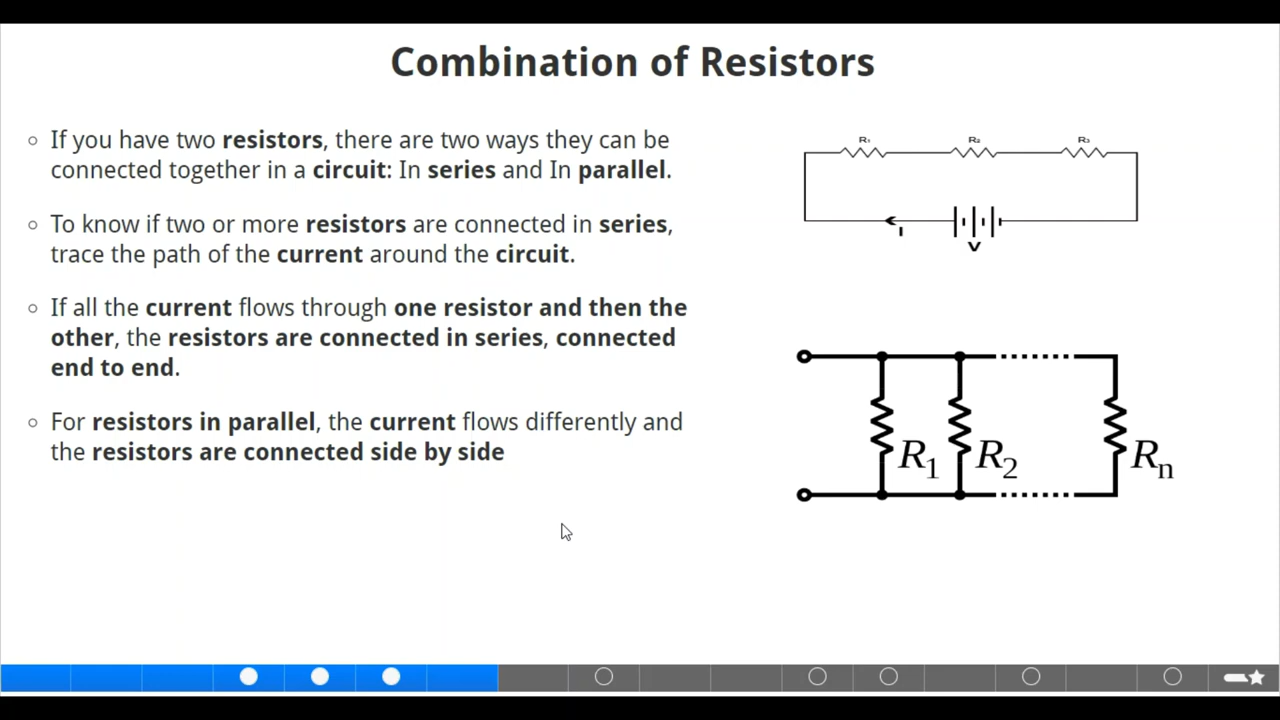 Combination of Resistors
If you have two resistors, there are two ways they can be
connected together in a circuit: In series and In parallel.
To know if two or more resistors are connected in series,
trace the path of the current around the circuit.
If all the current flows through one resistor and then the
other, the resistors are connected in series, connected
end to end.
For resistors in parallel, the current flows differently and
the resistors are connected side by side
R₁ R₂ R₃
I
V
R₁ R₂ Rₙ